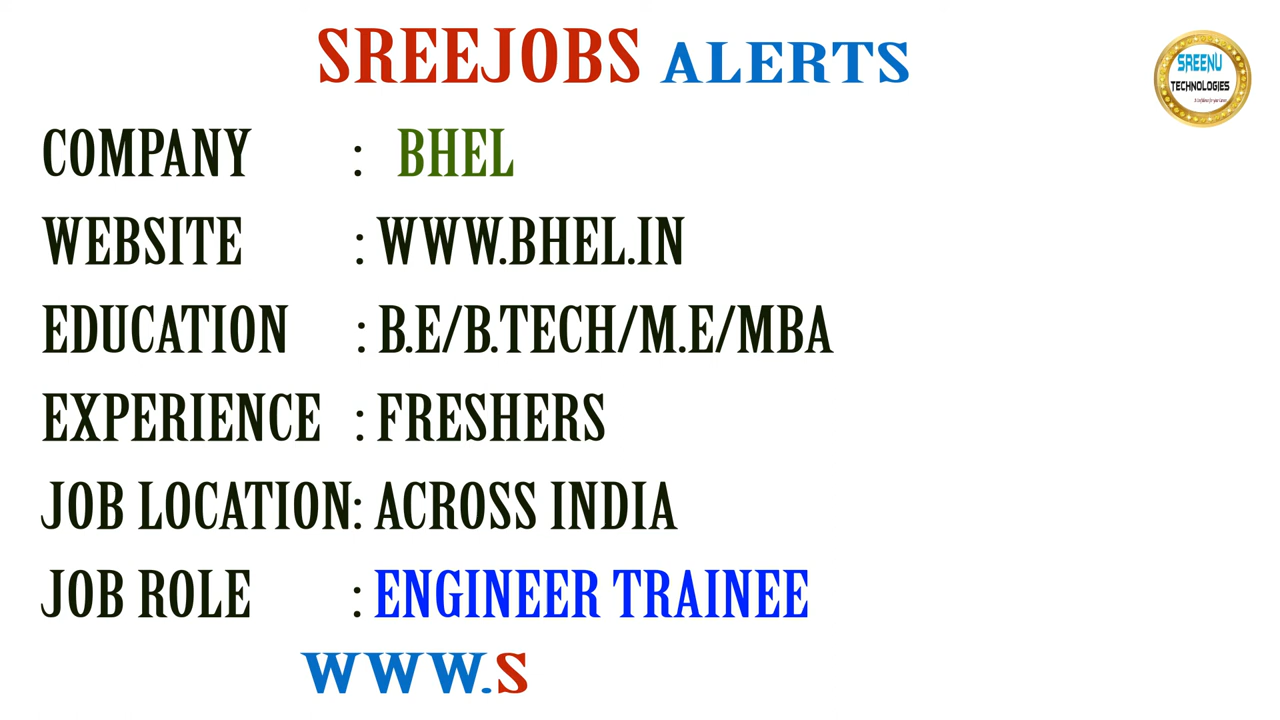 SREEJOBS ALERTS
SREENU
TECHNOLOGIES
COMPANY : BHEL
WEBSITE : WWW.BHEL.IN
EDUCATION : B.E/B.TECH/M.E/MBA
EXPERIENCE : FRESHERS
JOB LOCATION: ACROSS INDIA
JOB ROLE : ENGINEER TRAINEE
WWW.S